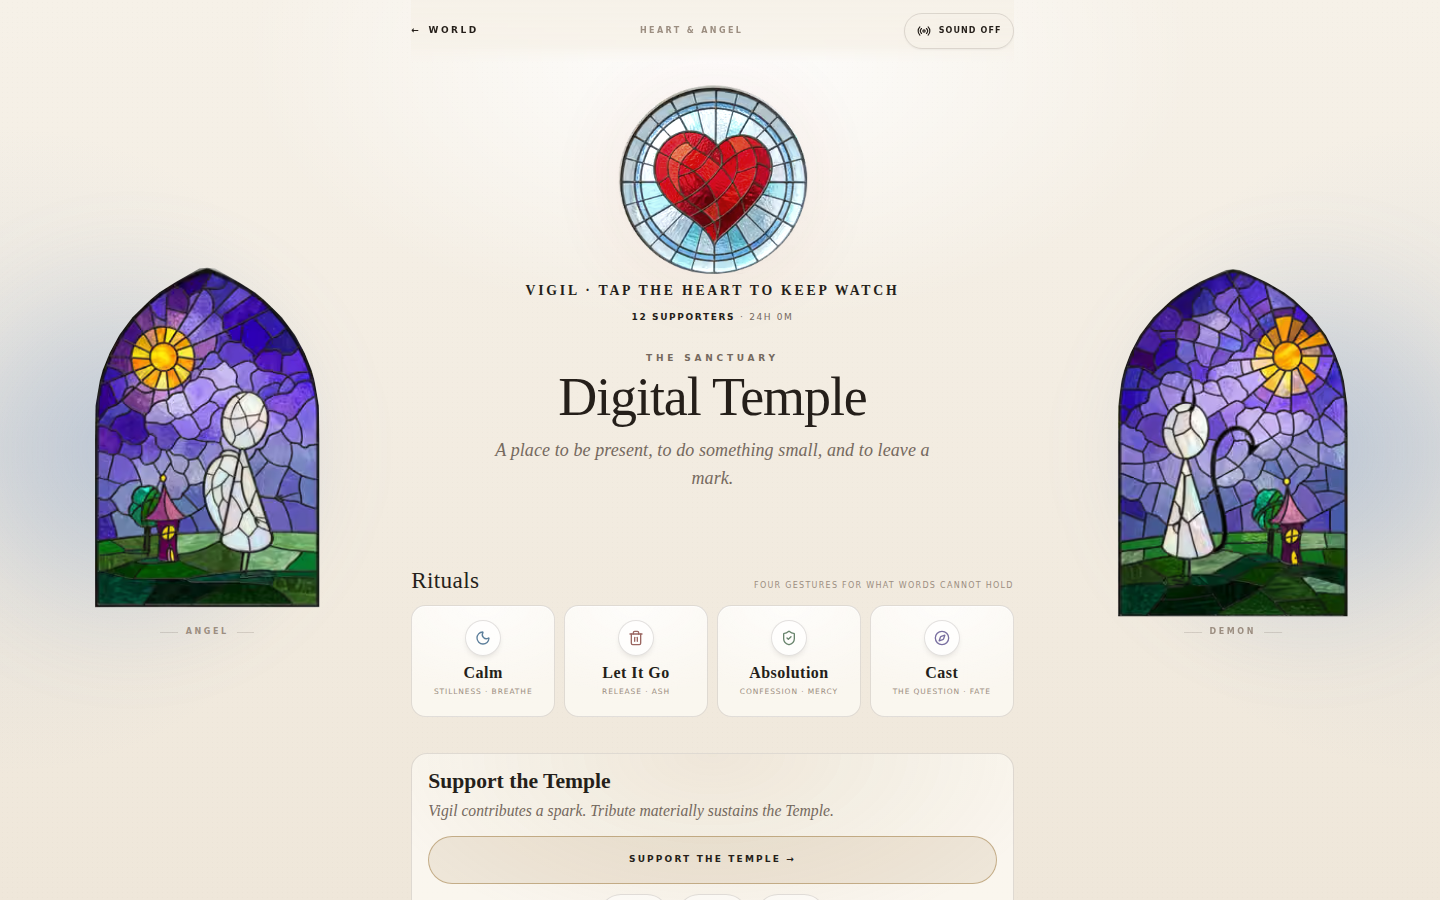 ← WORLD
HEART & ANGEL
SOUND OFF
VIGIL · TAP THE HEART TO KEEP WATCH
12 SUPPORTERS · 24H 0M
THE SANCTUARY
Digital Temple
A place to be present, to do something small, and to leave a
mark.
ANGEL
DEMON
Rituals
FOUR GESTURES FOR WHAT WORDS CANNOT HOLD
Calm
STILLNESS · BREATHE
Let It Go
RELEASE · ASH
Absolution
CONFESSION · MERCY
Cast
THE QUESTION · FATE
Support the Temple
Vigil contributes a spark. Tribute materially sustains the Temple.
SUPPORT THE TEMPLE →